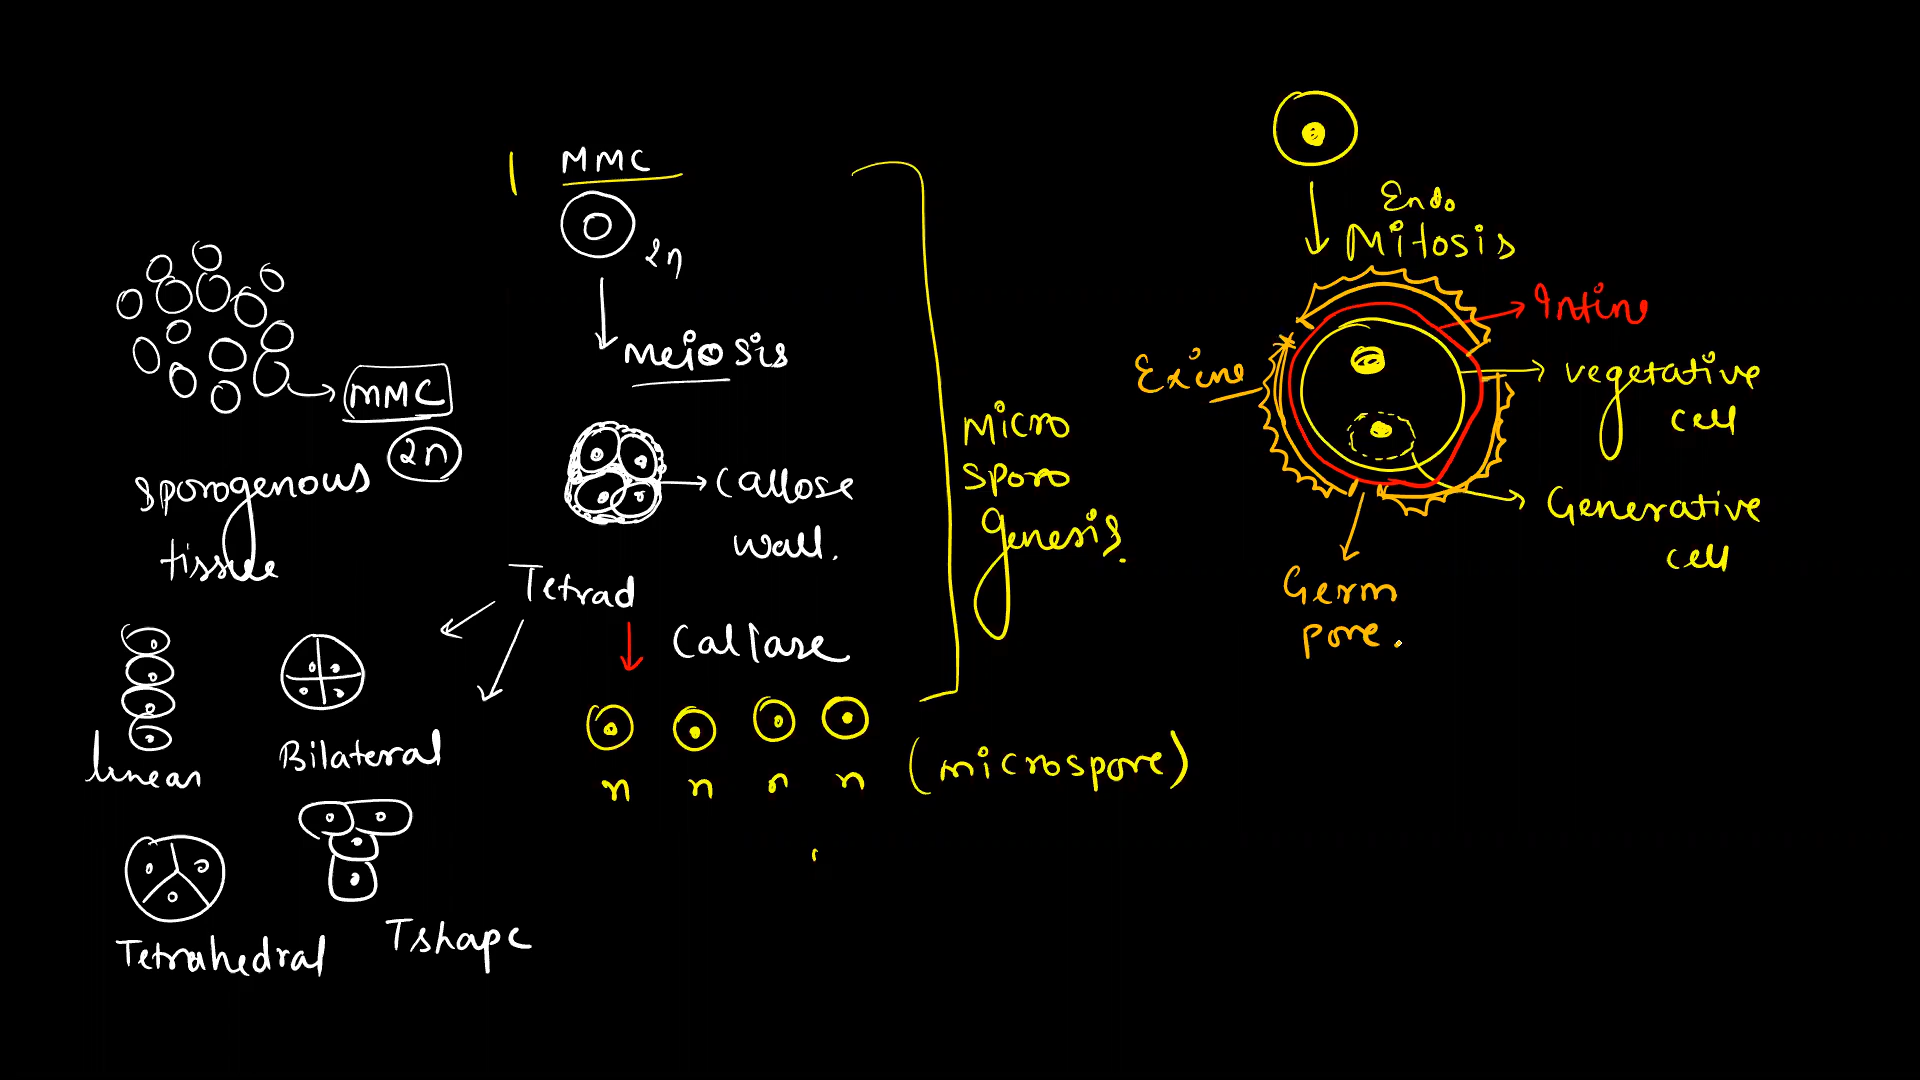 MMC
2n
Meiosis
MMC
2n
sporogenous
tissue
Callose
wall.
Tetrad
Callase
linear
Bilateral
Tetrahedral
Tshape
n n n n
(microspore)
Micro
sporo
genesis.
Endo
Mitosis
Intine
Exine
vegetative
cell
Generative
cell
Germ
pore.